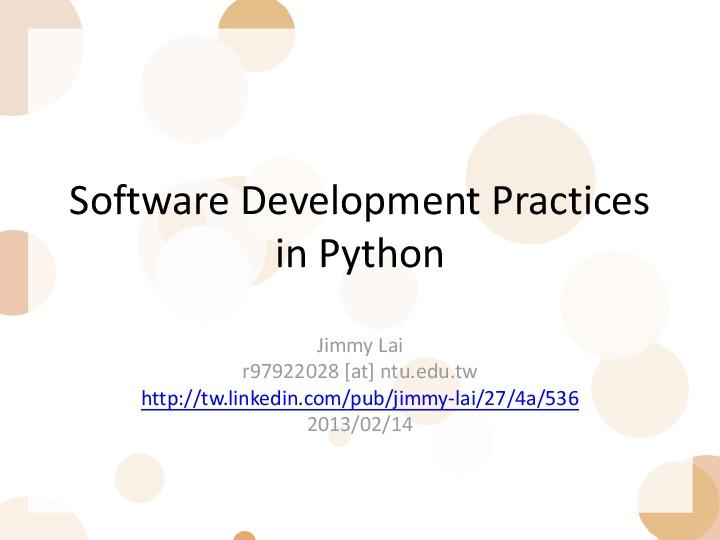 Software Development Practices
in Python
Jimmy Lai
r97922028 [at] ntu.edu.tw
http://tw.linkedin.com/pub/jimmy-lai/27/4a/536
2013/02/14